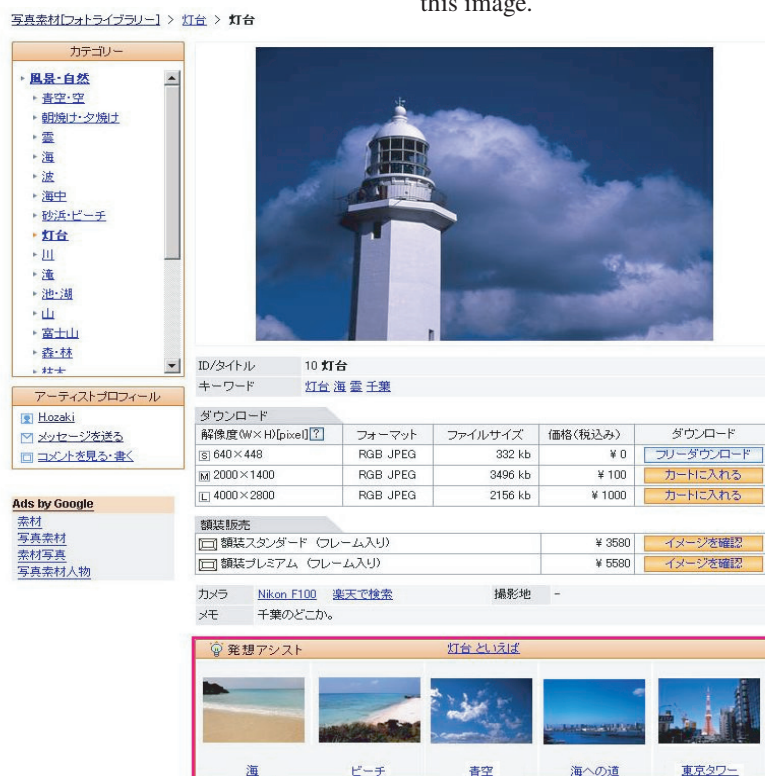 this image.
写真素材[フォトライブラリー] > 灯台 > 灯台
カテゴリー
風景・自然
青空・空
朝焼け・夕焼け
雲
海
波
海中
砂浜・ビーチ
灯台
川
滝
池・湖
山
富士山
森・林
アーティストプロフィール
Hozaki
メッセージを送る
コメントを見る・書く
Ads by Google
素材
写真素材
素材写真
写真素材人物
ID/タイトル 10 灯台
キーワード 灯台 海 雲 千葉
ダウンロード
解像度(W×H)[pixel] ? フォーマット ファイルサイズ 価格(税込み) ダウンロード
S 640×448 RGB JPEG 332 kb ¥ 0 フリーダウンロード
M 2000×1400 RGB JPEG 3496 kb ¥ 100 カートに入れる
L 4000×2800 RGB JPEG 2156 kb ¥ 1000 カートに入れる
額装販売
額装スタンダード (フレーム入り) ¥ 3580 イメージを確認
額装プレミアム (フレーム入り) ¥ 5580 イメージを確認
カメラ Nikon F100 楽天で検索 撮影地 -
メモ 千葉のどこか。
発想アシスト 灯台 といえば
海 ビーチ 青空 海への道 東京タワー